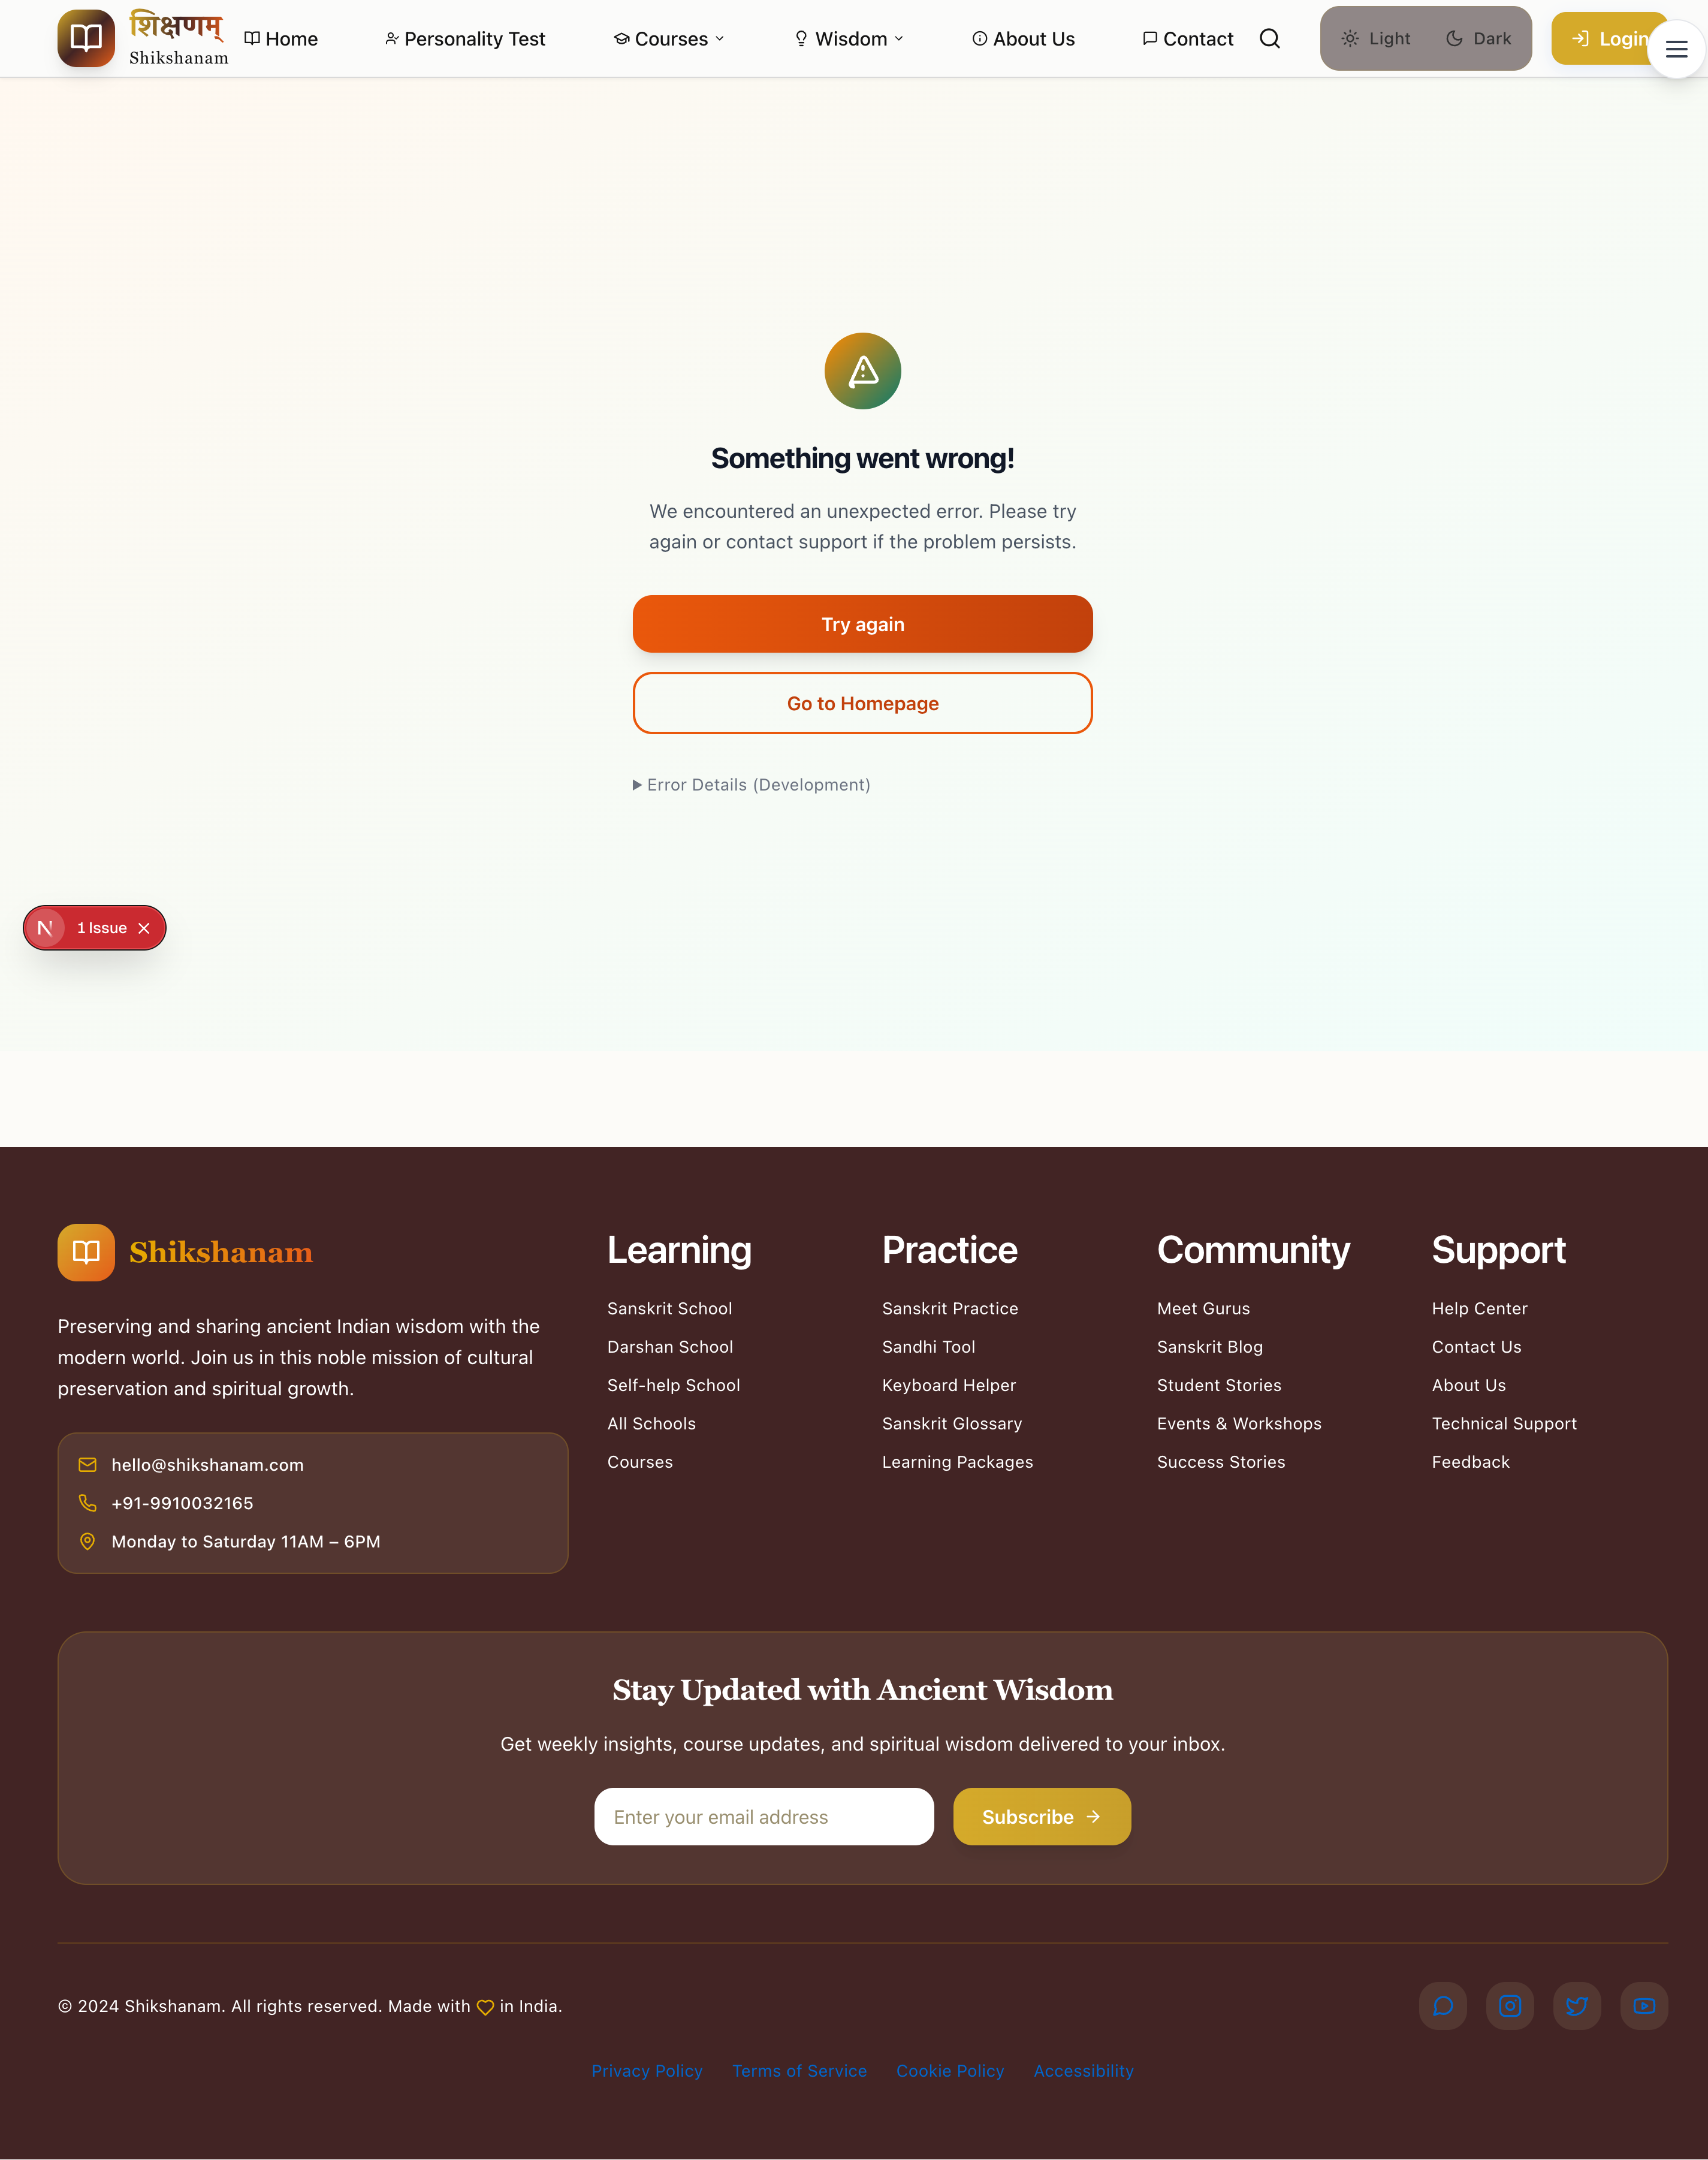 शिक्षणम्
Shikshanam
Home
Personality Test
Courses
Wisdom
About Us
Contact
Light
Dark
Login
Something went wrong!
We encountered an unexpected error. Please try
again or contact support if the problem persists.
Try again
Go to Homepage
Error Details (Development)
N
1 Issue
Shikshanam
Preserving and sharing ancient Indian wisdom with the
modern world. Join us in this noble mission of cultural
preservation and spiritual growth.
hello@shikshanam.com
+91-9910032165
Monday to Saturday 11AM – 6PM
Learning
Sanskrit School
Darshan School
Self-help School
All Schools
Courses
Practice
Sanskrit Practice
Sandhi Tool
Keyboard Helper
Sanskrit Glossary
Learning Packages
Community
Meet Gurus
Sanskrit Blog
Student Stories
Events & Workshops
Success Stories
Support
Help Center
Contact Us
About Us
Technical Support
Feedback
Stay Updated with Ancient Wisdom
Get weekly insights, course updates, and spiritual wisdom delivered to your inbox.
Enter your email address
Subscribe
© 2024 Shikshanam. All rights reserved. Made with in India.
Privacy Policy
Terms of Service
Cookie Policy
Accessibility